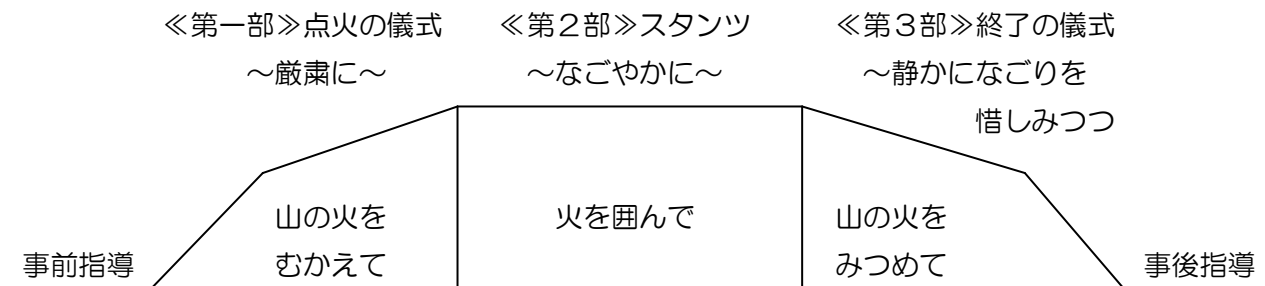 ≪第一部≫点火の儀式　≪第２部≫スタンツ　≪第３部≫終了の儀式
～厳粛に～　～なごやかに～　～静かになごりを
惜しみつつ
山の火を　火を囲んで　山の火を
事前指導　むかえて　みつめて　事後指導